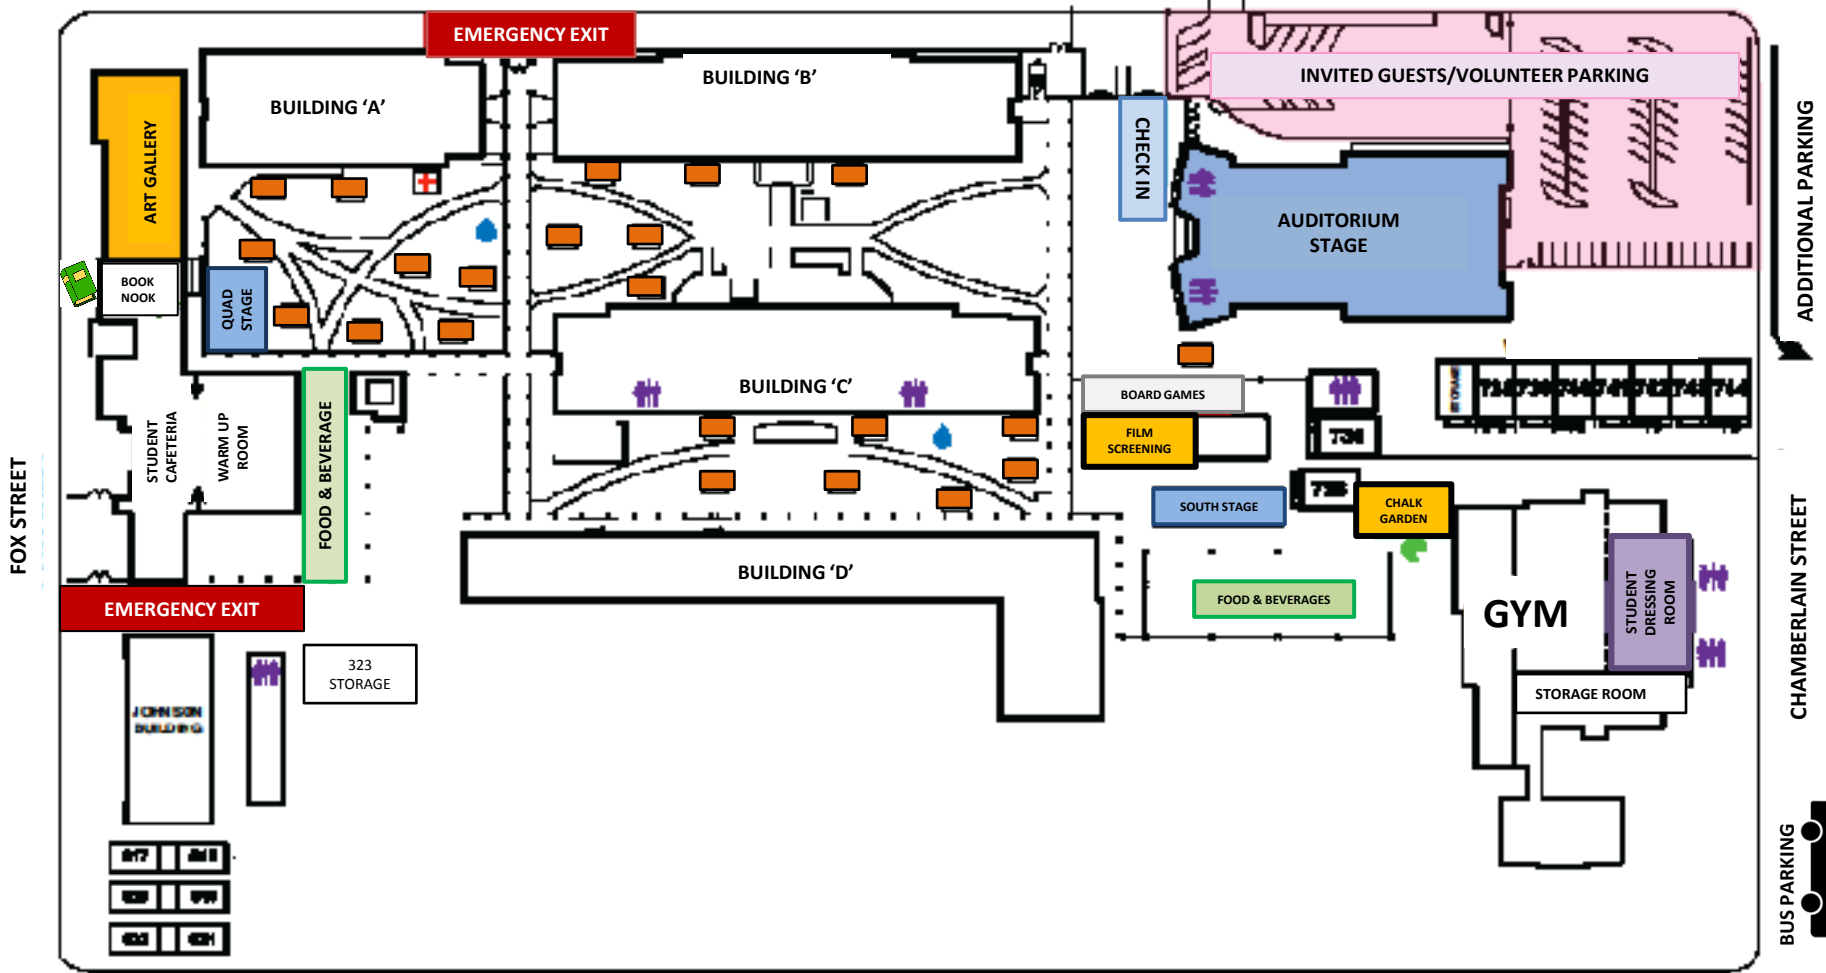 EMERGENCY EXIT
INVITED GUESTS/VOLUNTEER PARKING
BUILDING ‘A’
BUILDING ‘B’
ART GALLERY
CHECK IN
AUDITORIUM
STAGE
ADDITIONAL PARKING
BOOK
NOOK
QUAD
STAGE
BUILDING ‘C’
BOARD GAMES
FILM
SCREENING
STUDENT
CAFETERIA
WARM UP
ROOM
FOOD & BEVERAGE
FOX STREET
SOUTH STAGE
CHALK
GARDEN
BUILDING ‘D’
FOOD & BEVERAGES
GYM
STUDENT
DRESSING
ROOM
CHAMBERLAIN STREET
EMERGENCY EXIT
323
STORAGE
STORAGE ROOM
JOHNSON
BUILDING
BUS PARKING